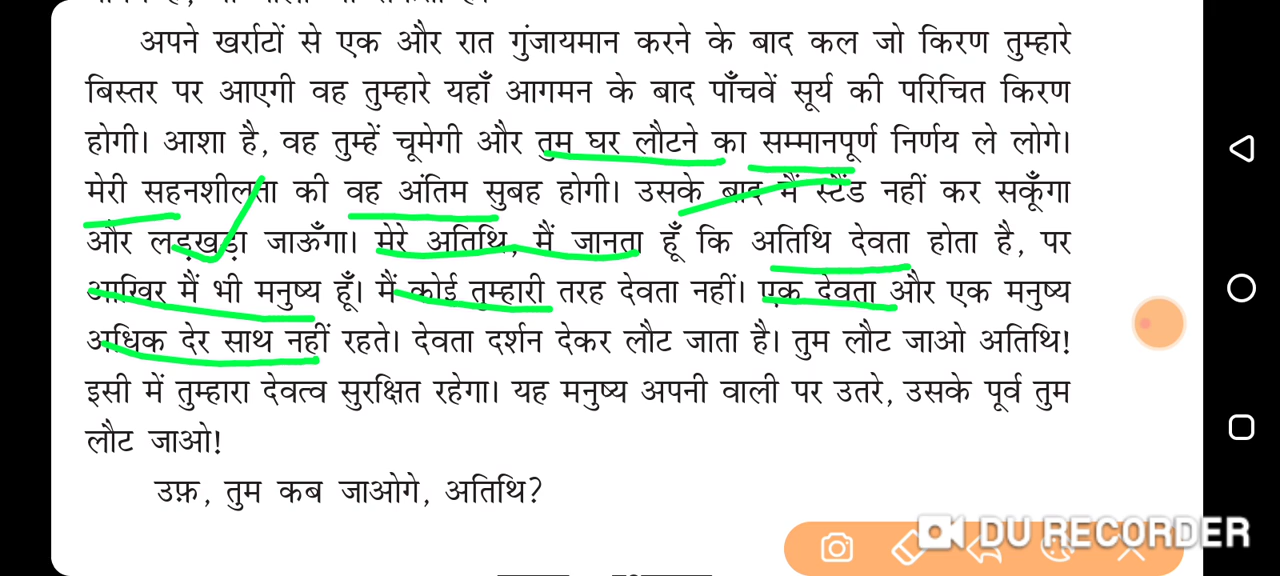 अपने खर्राटों से एक और रात गुंजायमान करने के बाद कल जो किरण तुम्हारे
बिस्तर पर आएगी वह तुम्हारे यहाँ आगमन के बाद पाँचवें सूर्य की परिचित किरण
होगी। आशा है, वह तुम्हें चूमेगी और तुम घर लौटने का सम्मानपूर्ण निर्णय ले लोगे।
मेरी सहनशीलता की वह अंतिम सुबह होगी। उसके बाद मैं स्टैंड नहीं कर सकूँगा
और लड़खड़ा जाऊँगा। मेरे अतिथि, मैं जानता हूँ कि अतिथि देवता होता है, पर
आखिर मैं भी मनुष्य हूँ। मैं कोई तुम्हारी तरह देवता नहीं। एक देवता और एक मनुष्य
अधिक देर साथ नहीं रहते। देवता दर्शन देकर लौट जाता है। तुम लौट जाओ अतिथि!
इसी में तुम्हारा देवत्व सुरक्षित रहेगा। यह मनुष्य अपनी वाली पर उतरे, उसके पूर्व तुम
लौट जाओ!
उफ़, तुम कब जाओगे, अतिथि?
DU RECORDER